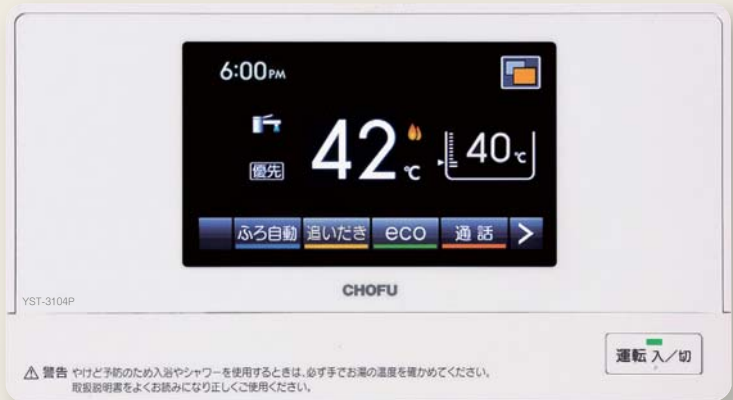 6:00PM
優先
42℃
40℃
ふろ自動 追いだき eco 通話 >
CHOFU
YST-3104P
運転 入/切
⚠ 警告 やけど予防のため入浴やシャワーを使用するときは、必ず手でお湯の温度を確かめてください。
取扱説明書をよくお読みになり正しくご使用ください。